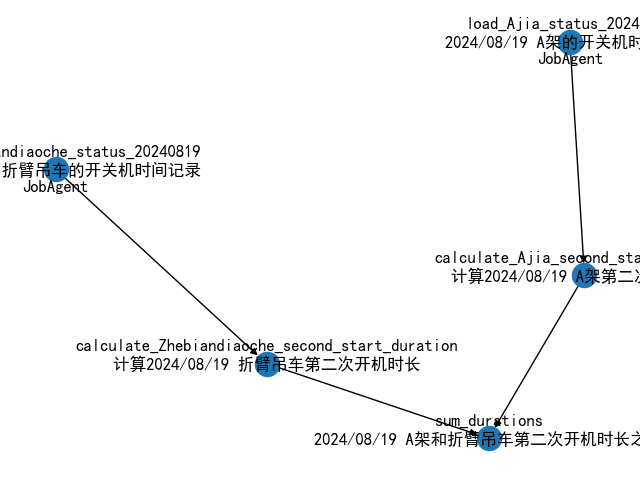 load_Ajia_status_2024
2024/08/19 A架的开关机时
JobAgent
ndiaoche_status_20240819
折臂吊车的开关机时间记录
JobAgent
calculate_Ajia_second_sta
计算2024/08/19 A架第二次
calculate_Zhebiandiaoche_second_start_duration
计算2024/08/19 折臂吊车第二次开机时长
sum_durations
2024/08/19 A架和折臂吊车第二次开机时长之